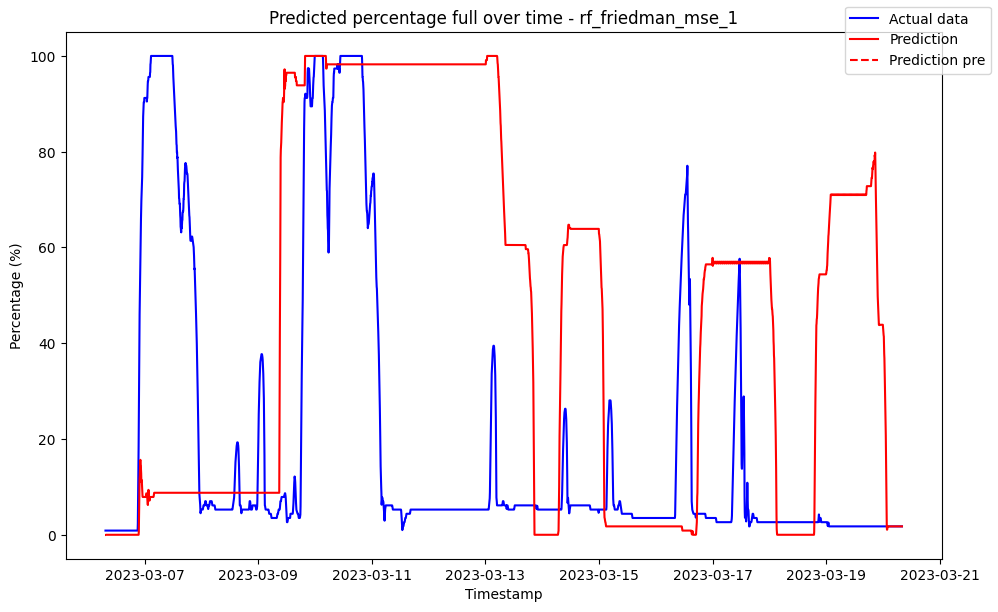 Predicted percentage full over time - rf_friedman_mse_1
Actual data
Prediction
Prediction pre
100
80
60
40
20
0
Percentage (%)
2023-03-07
2023-03-09
2023-03-11
2023-03-13
2023-03-15
2023-03-17
2023-03-19
2023-03-21
Timestamp